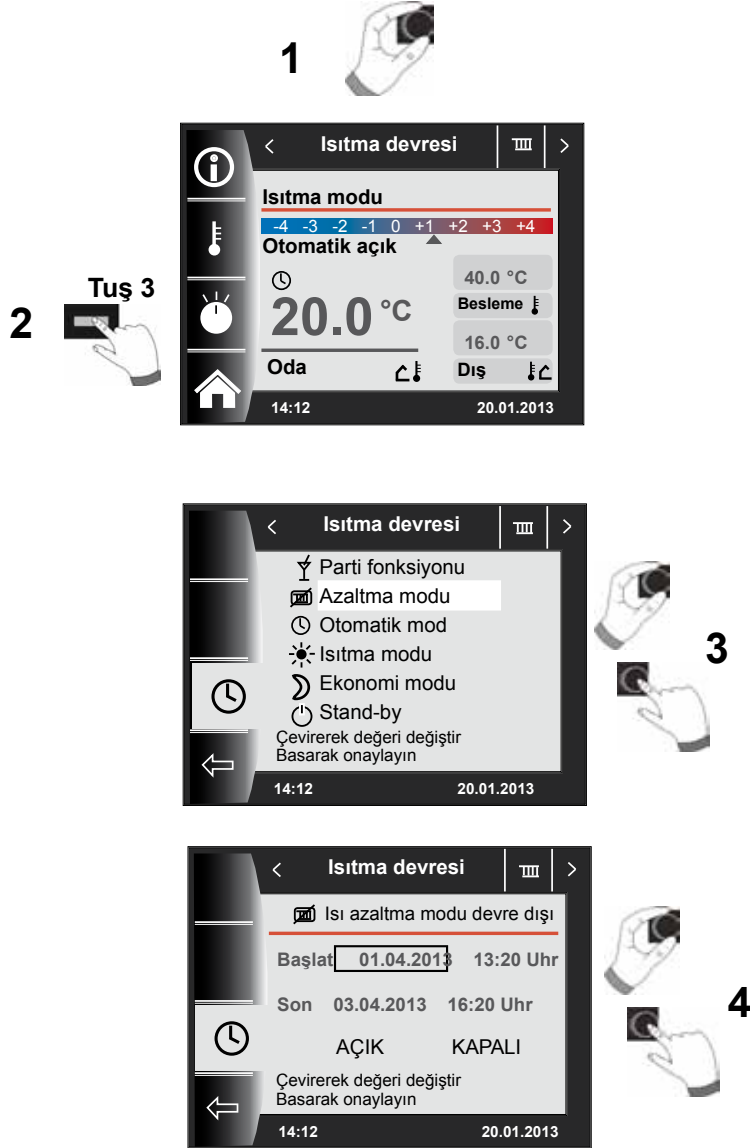 1
< Isıtma devresi >
Isıtma modu
-4 -3 -2 -1 0 +1 +2 +3 +4
Otomatik açık
40.0 °C
Tuş 3
2
20.0 °C
Besleme
16.0 °C
Oda
Dış
14:12 20.01.2013
< Isıtma devresi >
Parti fonksiyonu
Azaltma modu
Otomatik mod
3
Isıtma modu
Ekonomi modu
Stand-by
Çevirerek değeri değiştir
Basarak onaylayın
14:12 20.01.2013
< Isıtma devresi >
Isı azaltma modu devre dışı
Başlat 01.04.2013 13:20 Uhr
Son 03.04.2013 16:20 Uhr
4
AÇIK KAPALI
Çevirerek değeri değiştir
Basarak onaylayın
14:12 20.01.2013